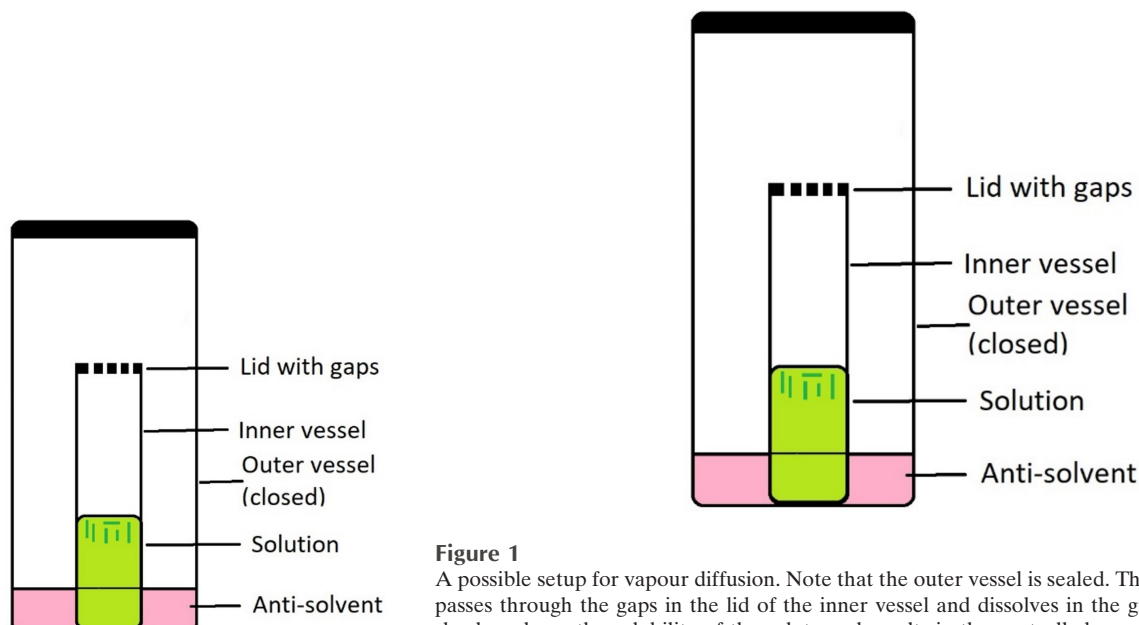 Lid with gaps
Inner vessel
Outer vessel
(closed)
Solution
Anti-solvent
Lid with gaps
Inner vessel
Outer vessel
(closed)
Solution
Anti-solvent
Figure 1
A possible setup for vapour diffusion. Note that the outer vessel is sealed. Th
passes through the gaps in the lid of the inner vessel and dissolves in the g